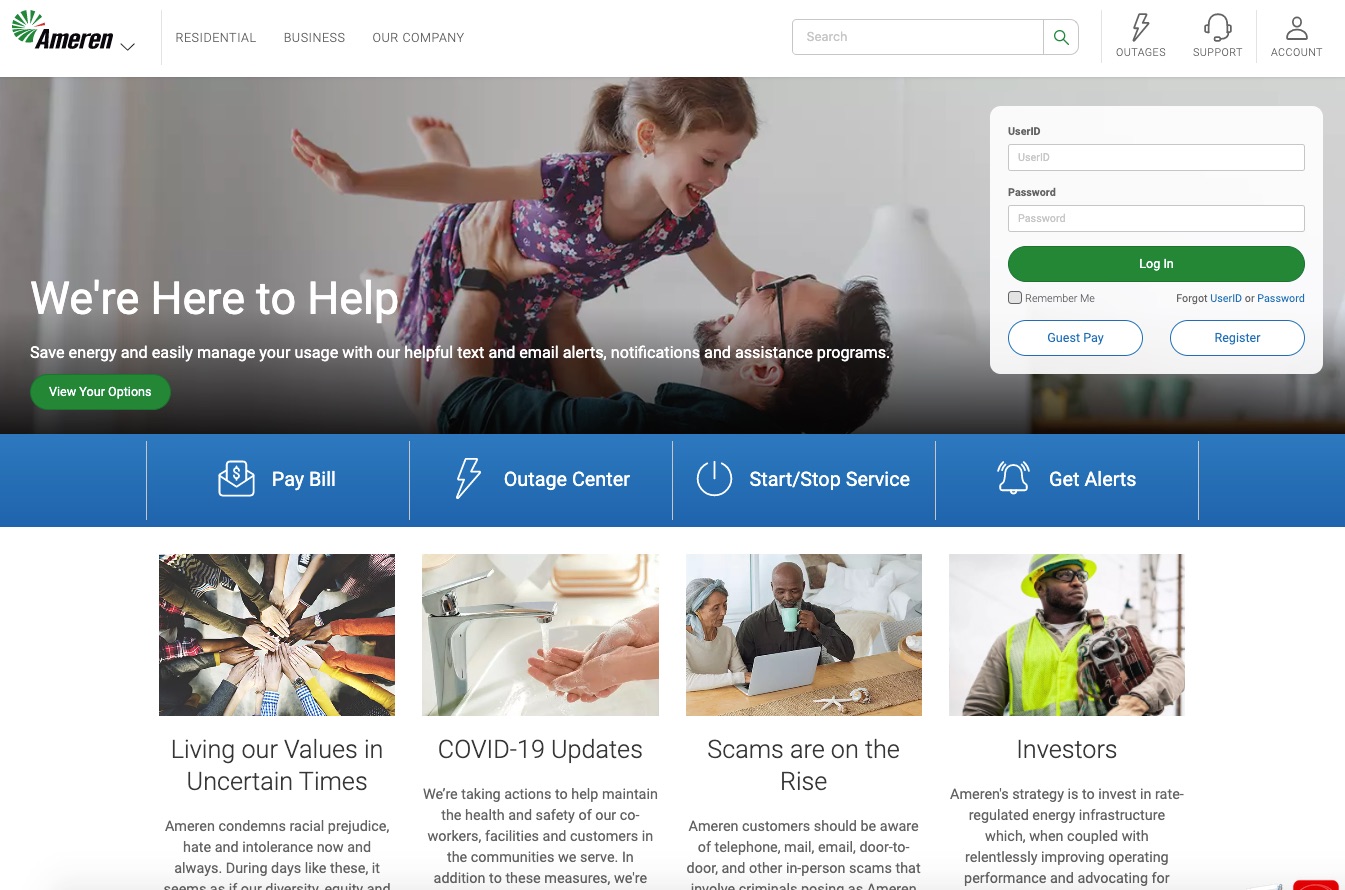 Ameren
RESIDENTIAL
BUSINESS
OUR COMPANY
Search
OUTAGES
SUPPORT
ACCOUNT
UserID
UserID
Password
Password
Log In
Remember Me
Forgot UserID or Password
Guest Pay
Register
We're Here to Help
Save energy and easily manage your usage with our helpful text and email alerts, notifications and assistance programs.
View Your Options
Pay Bill
Outage Center
Start/Stop Service
Get Alerts
Living our Values in
Uncertain Times
Ameren condemns racial prejudice,
hate and intolerance now and
always. During days like these, it
seems as if our diversity, equity and
COVID-19 Updates
We’re taking actions to help maintain
the health and safety of our co-
workers, facilities and customers in
the communities we serve. In
addition to these measures, we're
Scams are on the
Rise
Ameren customers should be aware
of telephone, mail, email, door-to-
door, and other in-person scams that
involve criminals posing as Ameren
Investors
Ameren's strategy is to invest in rate-
regulated energy infrastructure
which, when coupled with
relentlessly improving operating
performance and advocating for